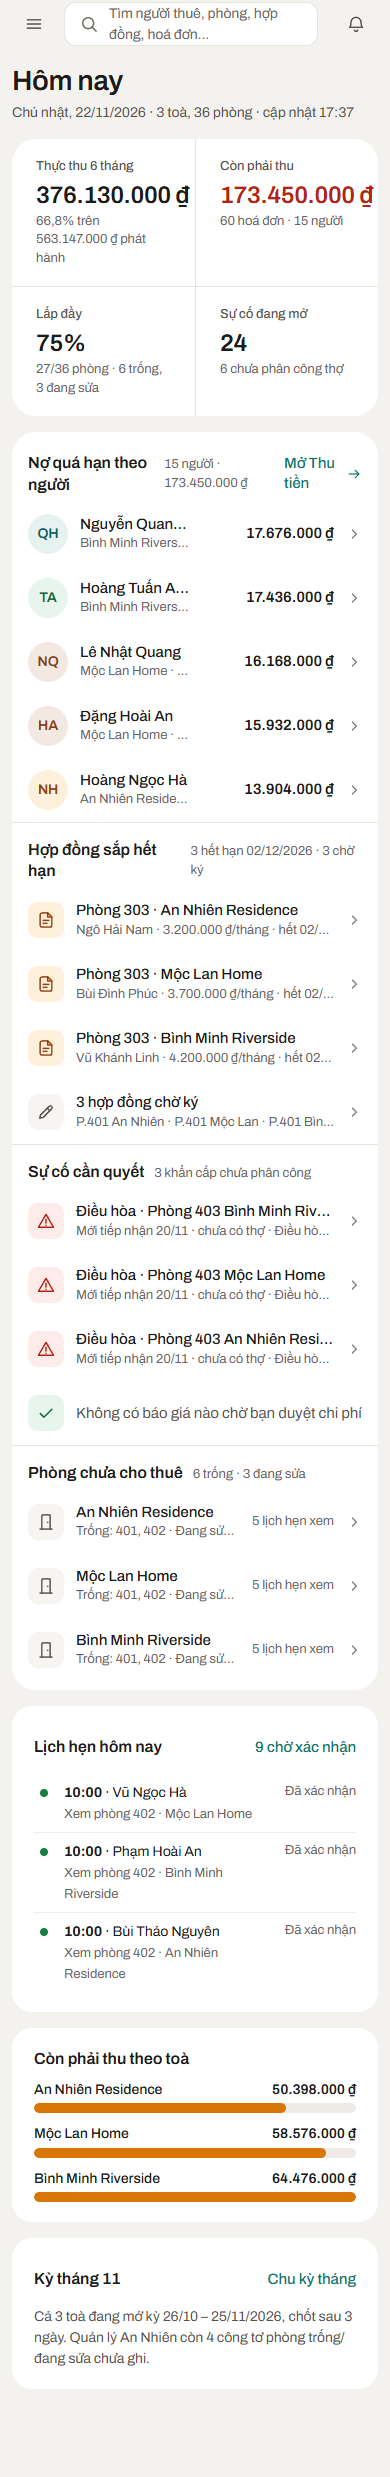 Tìm người thuê, phòng, hợp
đồng, hoá đơn...
Hôm nay
Chủ nhật, 22/11/2026 · 3 toà, 36 phòng · cập nhật 17:37
Thực thu 6 tháng
376.130.000 ₫
66,8% trên
563.147.000 ₫ phát
hành
Còn phải thu
173.450.000 ₫
60 hoá đơn · 15 người
Lấp đầy
75%
27/36 phòng · 6 trống,
3 đang sửa
Sự cố đang mở
24
6 chưa phân công thợ
Nợ quá hạn theo
người
15 người ·
173.450.000 ₫
Mở Thu
tiền
QH
Nguyễn Quan...
Bình Minh Rivers...
17.676.000 ₫
TA
Hoàng Tuấn A...
Bình Minh Rivers...
17.436.000 ₫
NQ
Lê Nhật Quang
Mộc Lan Home · ...
16.168.000 ₫
HA
Đặng Hoài An
Mộc Lan Home · ...
15.932.000 ₫
NH
Hoàng Ngọc Hà
An Nhiên Reside...
13.904.000 ₫
Hợp đồng sắp hết
hạn
3 hết hạn 02/12/2026 · 3 chờ
ký
Phòng 303 · An Nhiên Residence
Ngô Hải Nam · 3.200.000 ₫/tháng · hết 02/...
Phòng 303 · Mộc Lan Home
Bùi Đình Phúc · 3.700.000 ₫/tháng · hết 02/...
Phòng 303 · Bình Minh Riverside
Vũ Khánh Linh · 4.200.000 ₫/tháng · hết 02...
3 hợp đồng chờ ký
P.401 An Nhiên · P.401 Mộc Lan · P.401 Bìn...
Sự cố cần quyết
3 khẩn cấp chưa phân công
Điều hòa · Phòng 403 Bình Minh Riv...
Mới tiếp nhận 20/11 · chưa có thợ · Điều hò...
Điều hòa · Phòng 403 Mộc Lan Home
Mới tiếp nhận 20/11 · chưa có thợ · Điều hò...
Điều hòa · Phòng 403 An Nhiên Resi...
Mới tiếp nhận 20/11 · chưa có thợ · Điều hò...
Không có báo giá nào chờ bạn duyệt chi phí
Phòng chưa cho thuê
6 trống · 3 đang sửa
An Nhiên Residence
Trống: 401, 402 · Đang sử...
5 lịch hẹn xem
Mộc Lan Home
Trống: 401, 402 · Đang sử...
5 lịch hẹn xem
Bình Minh Riverside
Trống: 401, 402 · Đang sử...
5 lịch hẹn xem
Lịch hẹn hôm nay
9 chờ xác nhận
10:00 · Vũ Ngọc Hà
Đã xác nhận
Xem phòng 402 · Mộc Lan Home
10:00 · Phạm Hoài An
Đã xác nhận
Xem phòng 402 · Bình Minh
Riverside
10:00 · Bùi Thảo Nguyên
Đã xác nhận
Xem phòng 402 · An Nhiên
Residence
Còn phải thu theo toà
An Nhiên Residence
50.398.000 ₫
Mộc Lan Home
58.576.000 ₫
Bình Minh Riverside
64.476.000 ₫
Kỳ tháng 11
Chu kỳ tháng
Cả 3 toà đang mở kỳ 26/10 – 25/11/2026, chốt sau 3
ngày. Quản lý An Nhiên còn 4 công tơ phòng trống/
đang sửa chưa ghi.